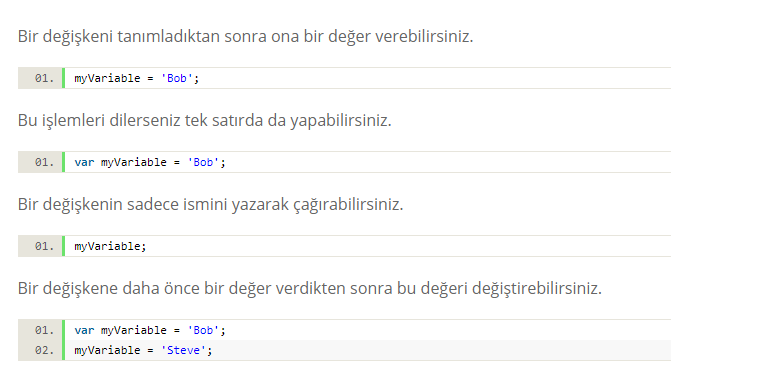 Bir değişkeni tanımladıktan sonra ona bir değer verebilirsiniz.
01. myVariable = 'Bob';
Bu işlemleri dilerseniz tek satırda da yapabilirsiniz.
01. var myVariable = 'Bob';
Bir değişkenin sadece ismini yazarak çağırabilirsiniz.
01. myVariable;
Bir değişkene daha önce bir değer verdikten sonra bu değeri değiştirebilirsiniz.
01. var myVariable = 'Bob';
02. myVariable = 'Steve';